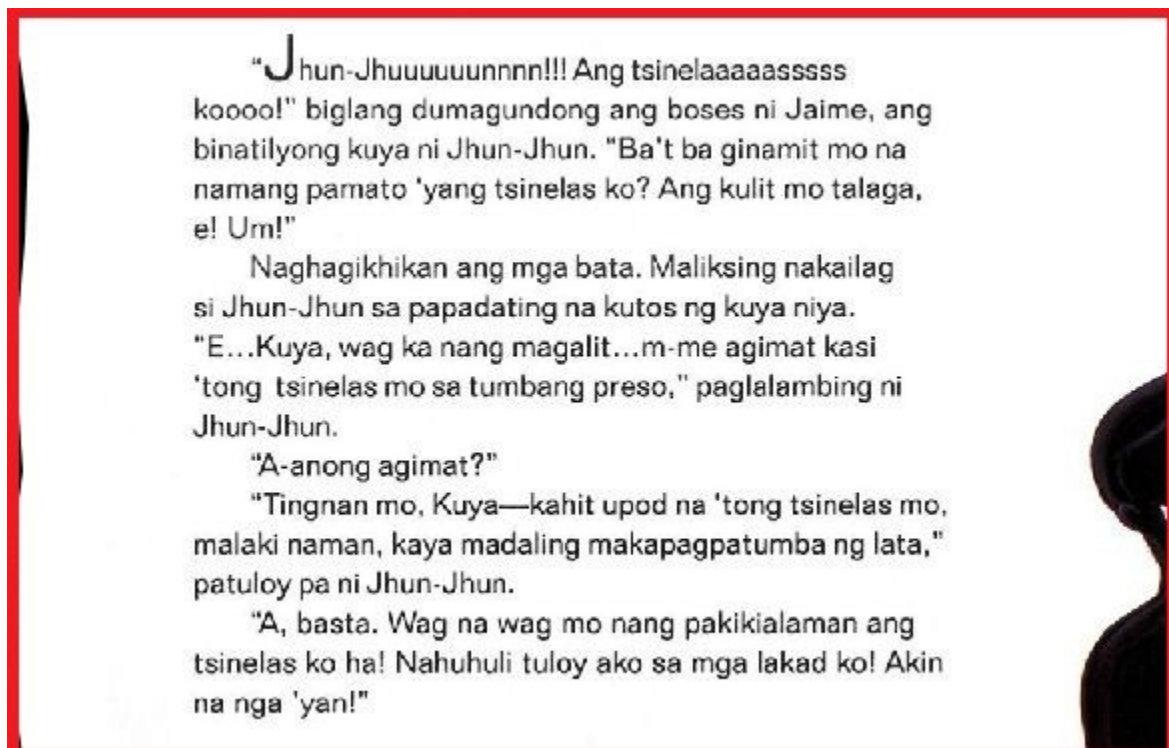 "Jhun-Jhuuuuuunnnn!!! Ang tsinelaaaaasssss
koooo!" biglang dumagundong ang boses ni Jaime, ang
binatilyong kuya ni Jhun-Jhun. "Ba't ba ginamit mo na
namang pamato 'yang tsinelas ko? Ang kulit mo talaga,
e! Um!"
Naghagikhikan ang mga bata. Maliksing nakailag
si Jhun-Jhun sa papadating na kutos ng kuya niya.
"E...Kuya, wag ka nang magalit...m-me agimat kasi
'tong tsinelas mo sa tumbang preso," paglalambing ni
Jhun-Jhun.
"A-anong agimat?"
"Tingnan mo, Kuya—kahit upod na 'tong tsinelas mo,
malaki naman, kaya madaling makapagpatumba ng lata,"
patuloy pa ni Jhun-Jhun.
"A, basta. Wag na wag mo nang pakikialaman ang
tsinelas ko ha! Nahuhuli tuloy ako sa mga lakad ko! Akin
na nga 'yan!"